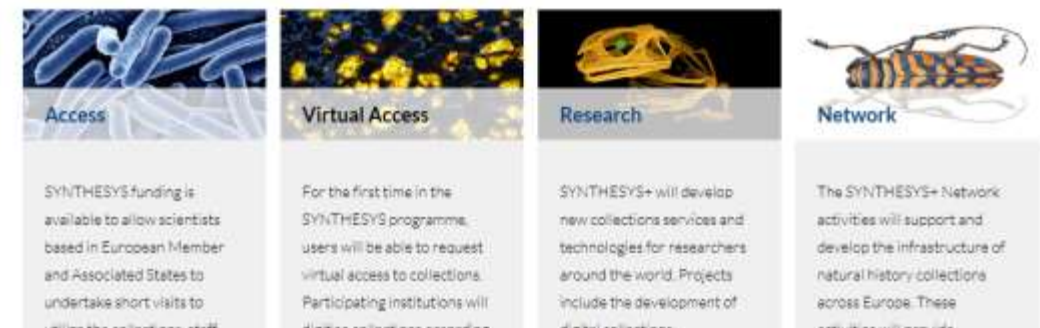 Access
SYNTHESYS funding is
available to allow scientists
based in European Member
and Associated States to
undertake short visits to
Virtual Access
For the first time in the
SYNTHESYS programme,
users will be able to request
virtual access to collections.
Participating institutions will
Research
SYNTHESYS+ will develop
new collections services and
technologies for researchers
around the world. Projects
include the development of
Network
The SYNTHESYS+ Network
activities will support and
develop the infrastructure of
natural history collections
across Europe. These